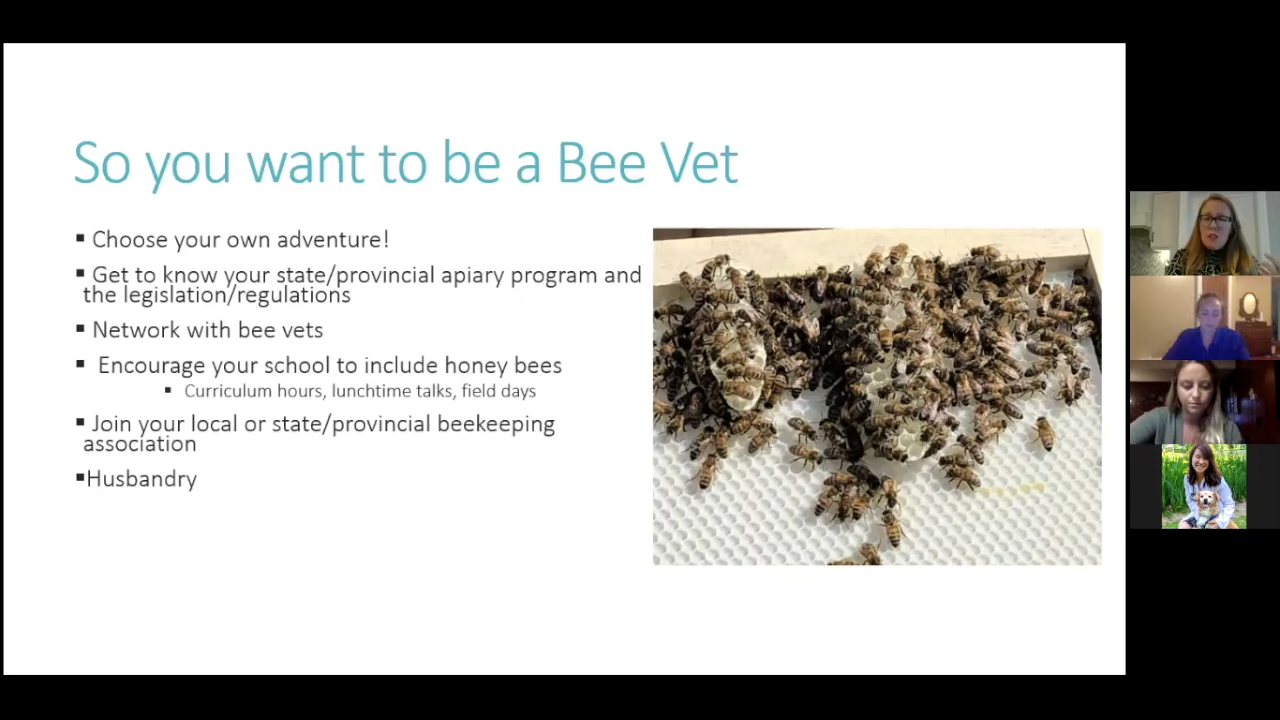 So you want to be a Bee Vet
▪ Choose your own adventure!
▪ Get to know your state/provincial apiary program and
the legislation/regulations
▪ Network with bee vets
▪ Encourage your school to include honey bees
▪ Curriculum hours, lunchtime talks, field days
▪ Join your local or state/provincial beekeeping
association
▪Husbandry